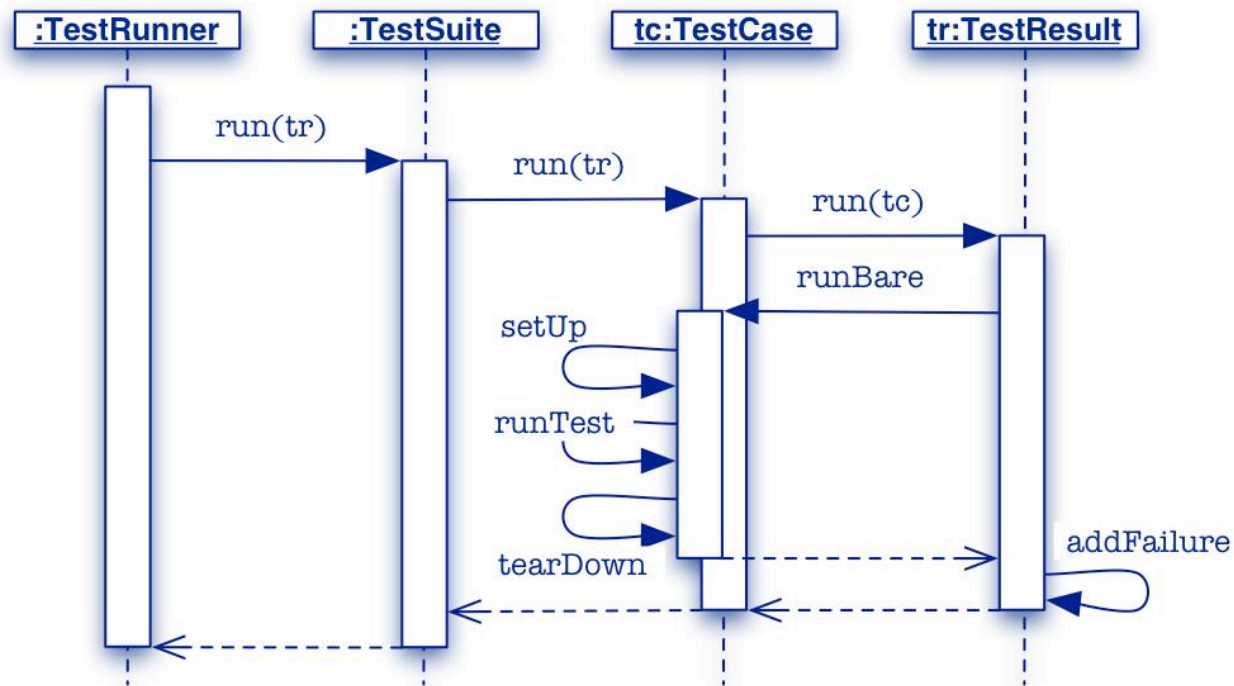 :TestRunner
:TestSuite
tc:TestCase
tr:TestResult
run(tr)
run(tr)
run(tc)
runBare
setUp
runTest
tearDown
addFailure